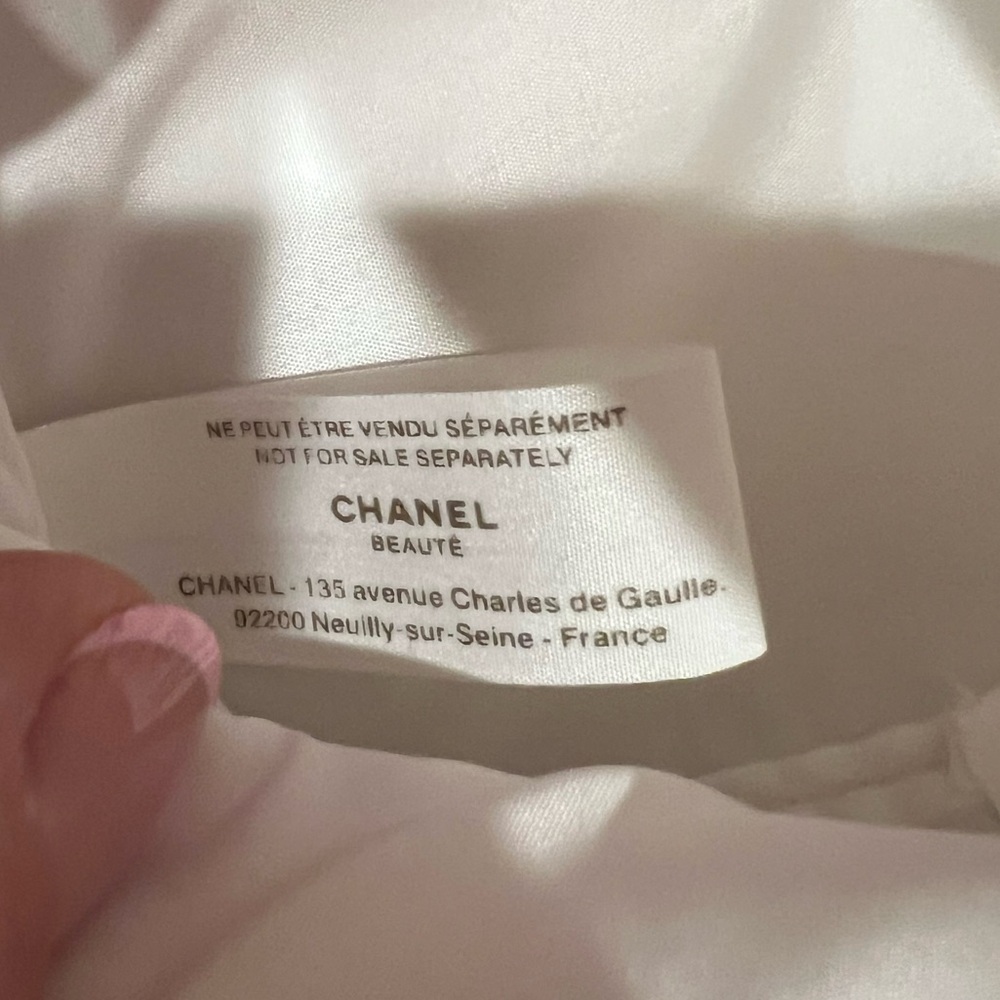 NE PEUT ÊTRE VENDU SÉPARÉMENT
NOT FOR SALE SEPARATELY
CHANEL
BEAUTÉ
CHANEL - 135 avenue Charles de Gaulle-
92200 Neuilly-sur-Seine - France